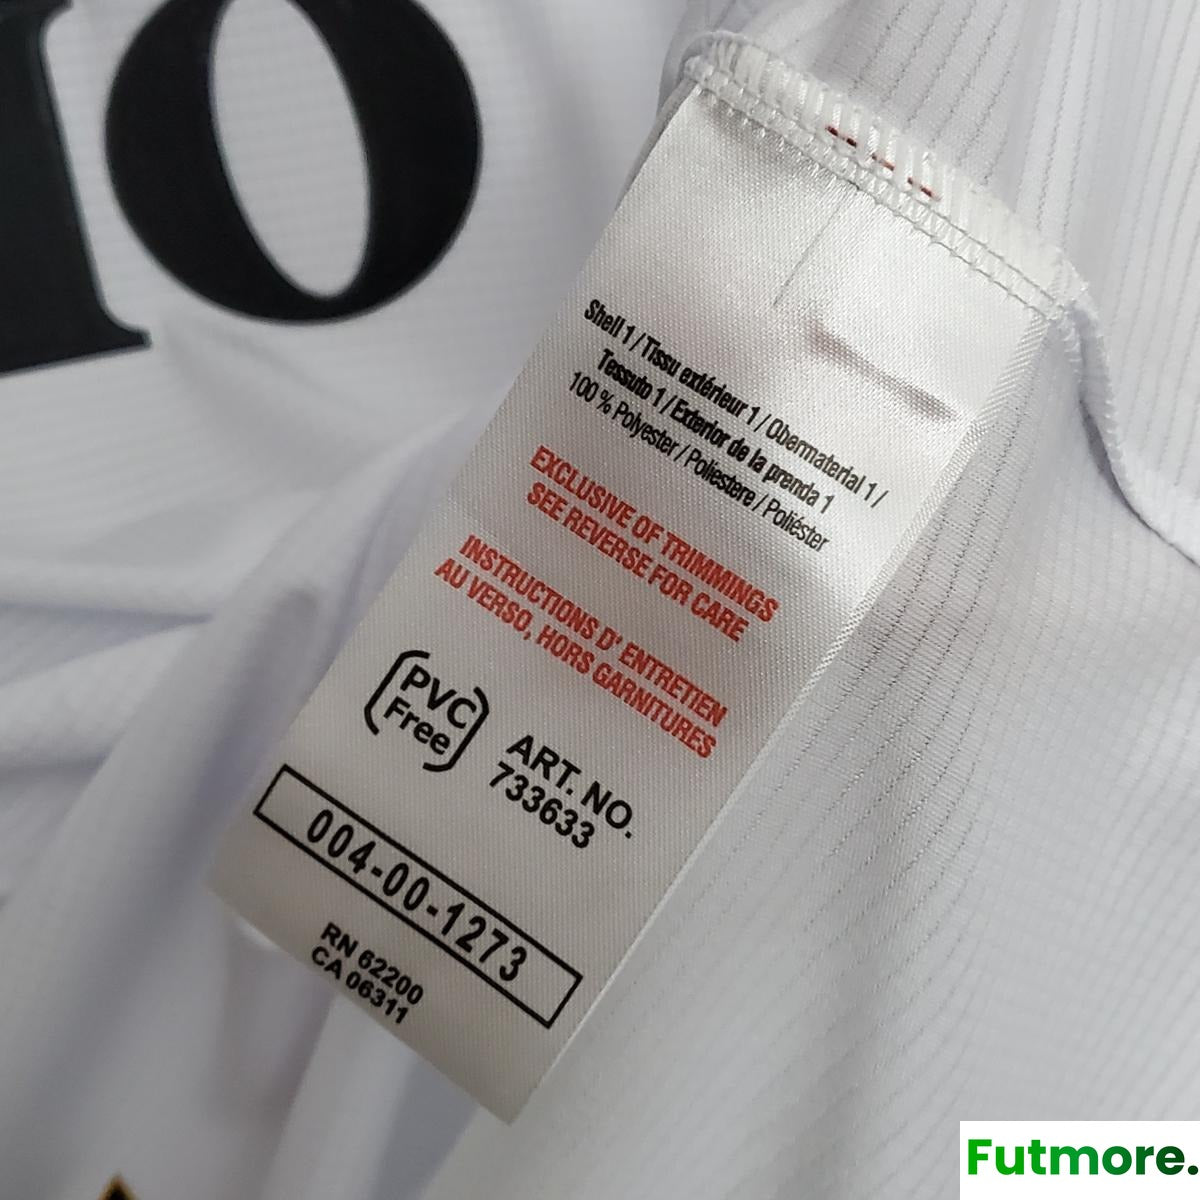 10
Shell 1 / Tissu extérieur 1 / Obermaterial 1 /
Tessuto 1 / Exterior de la prenda 1
100 % Polyester / Poliestere / Poliéster
EXCLUSIVE OF TRIMMINGS
SEE REVERSE FOR CARE
INSTRUCTIONS D' ENTRETIEN
AU VERSO, HORS GARNITURES
PVC
Free
ART. NO.
733633
004-00-1273
RN 62200
CA 06311
Futmore.